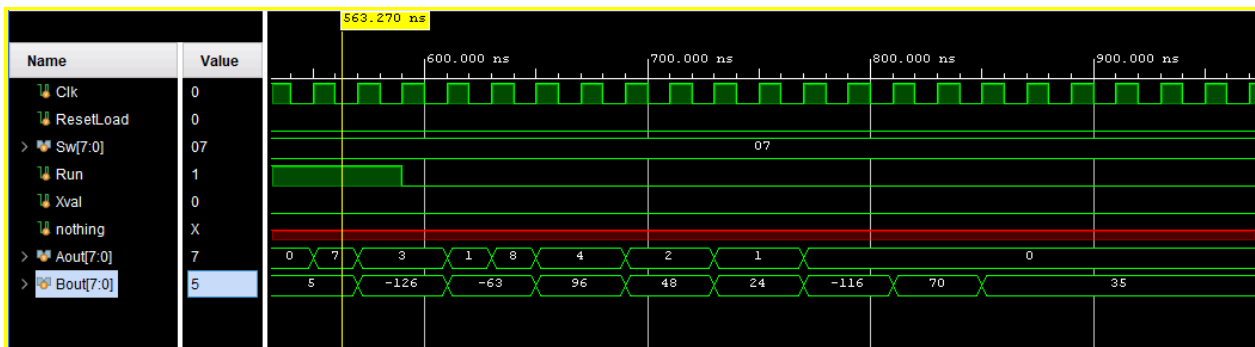 563.270 ns
Name Value 600.000 ns 700.000 ns 800.000 ns 900.000 ns
Clk 0
ResetLoad 0
> Sw[7:0] 07 07
Run 1
Xval 0
nothing X
> Aout[7:0] 7 0 7 3 1 8 4 2 1 0
> Bout[7:0] 5 5 -126 -63 96 48 24 -116 70 35